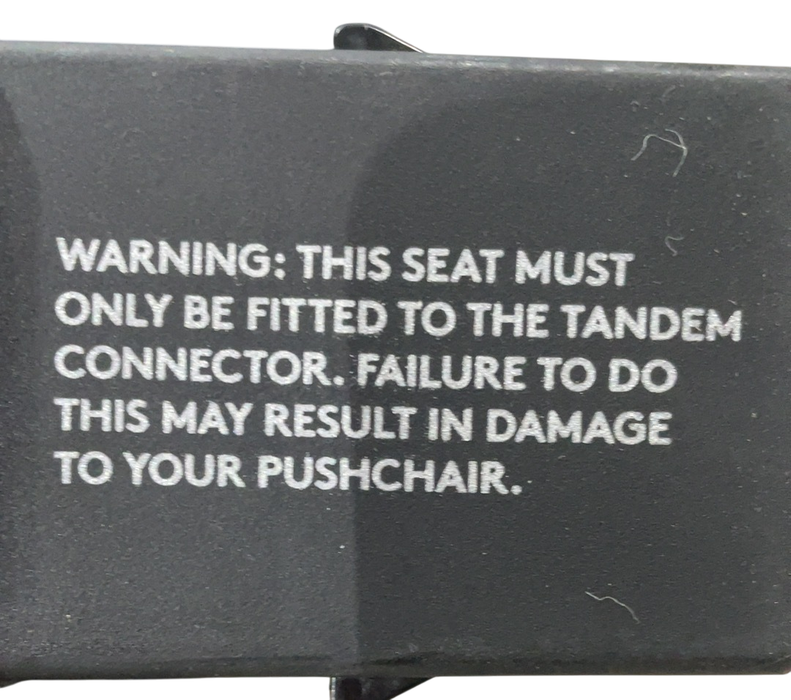 WARNING: THIS SEAT MUST
ONLY BE FITTED TO THE TANDEM
CONNECTOR. FAILURE TO DO
THIS MAY RESULT IN DAMAGE
TO YOUR PUSHCHAIR.